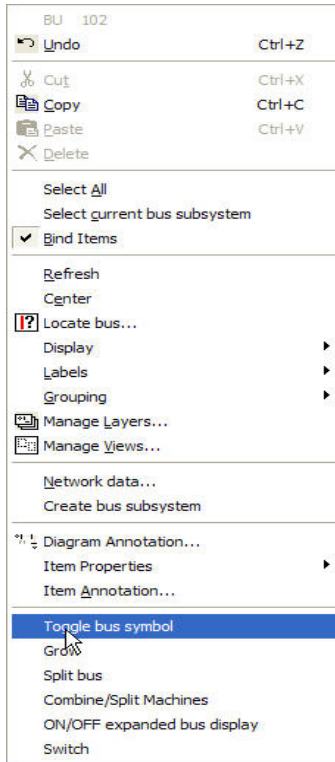 BU 102
Undo Ctrl+Z
Cut Ctrl+X
Copy Ctrl+C
Paste Ctrl+V
Delete
Select All
Select current bus subsystem
Bind Items
Refresh
Center
Locate bus...
Display
Labels
Grouping
Manage Layers...
Manage Views...
Network data...
Create bus subsystem
Diagram Annotation...
Item Properties
Item Annotation...
Toggle bus symbol
Grow
Split bus
Combine/Split Machines
ON/OFF expanded bus display
Switch